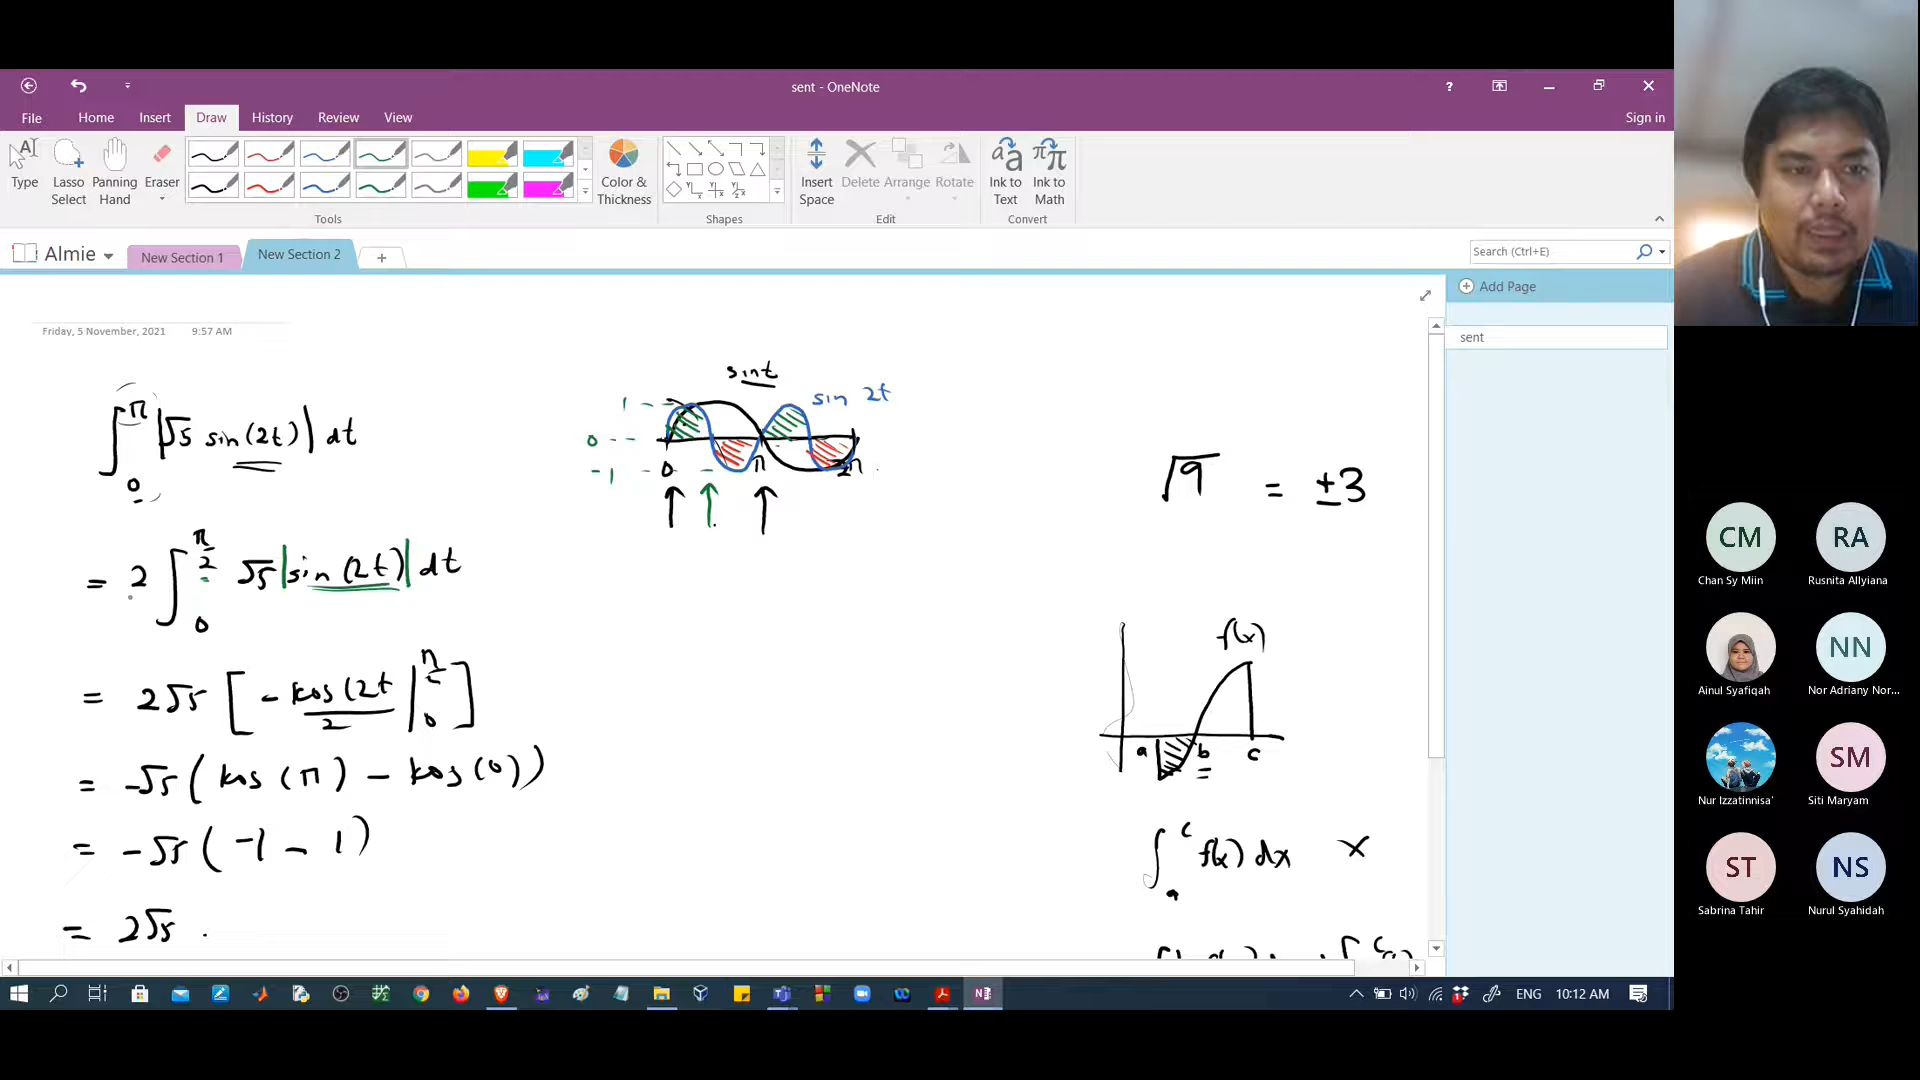 sent - OneNote
File Home Insert Draw History Review View
Sign in
Type
Lasso Select
Panning Hand
Eraser
Tools
Color & Thickness
Shapes
Insert Space
Delete
Arrange
Rotate
Edit
Ink to Text
Ink to Math
Convert
Almie
New Section 1
New Section 2
Search (Ctrl+E)
Add Page
sent
Friday, 5 November, 2021 9:57 AM
∫₀^π |√5 sin(2t)| dt
= 2 ∫₀^(π/2) √5 |sin(2t)| dt
= 2√5 [ -kos(2t / 2 |₀^(π/2) ]
= -√5 ( kos (π) - kos(0) )
= -√5 ( -1 - 1 )
= 2√5 .
sint
sin 2t
1
0
-1
0 π 2π
√9 = ±3
f(x)
a b c
∫ₐ^c f(x) dx ×
CM
Chan Sy Miin
RA
Rusnita Allyiana
Ainul Syafiqah
NN
Nor Adriany Nor...
Nur Izzatinnisa'
SM
Siti Maryam
ST
Sabrina Tahir
NS
Nurul Syahidah
ENG 10:12 AM